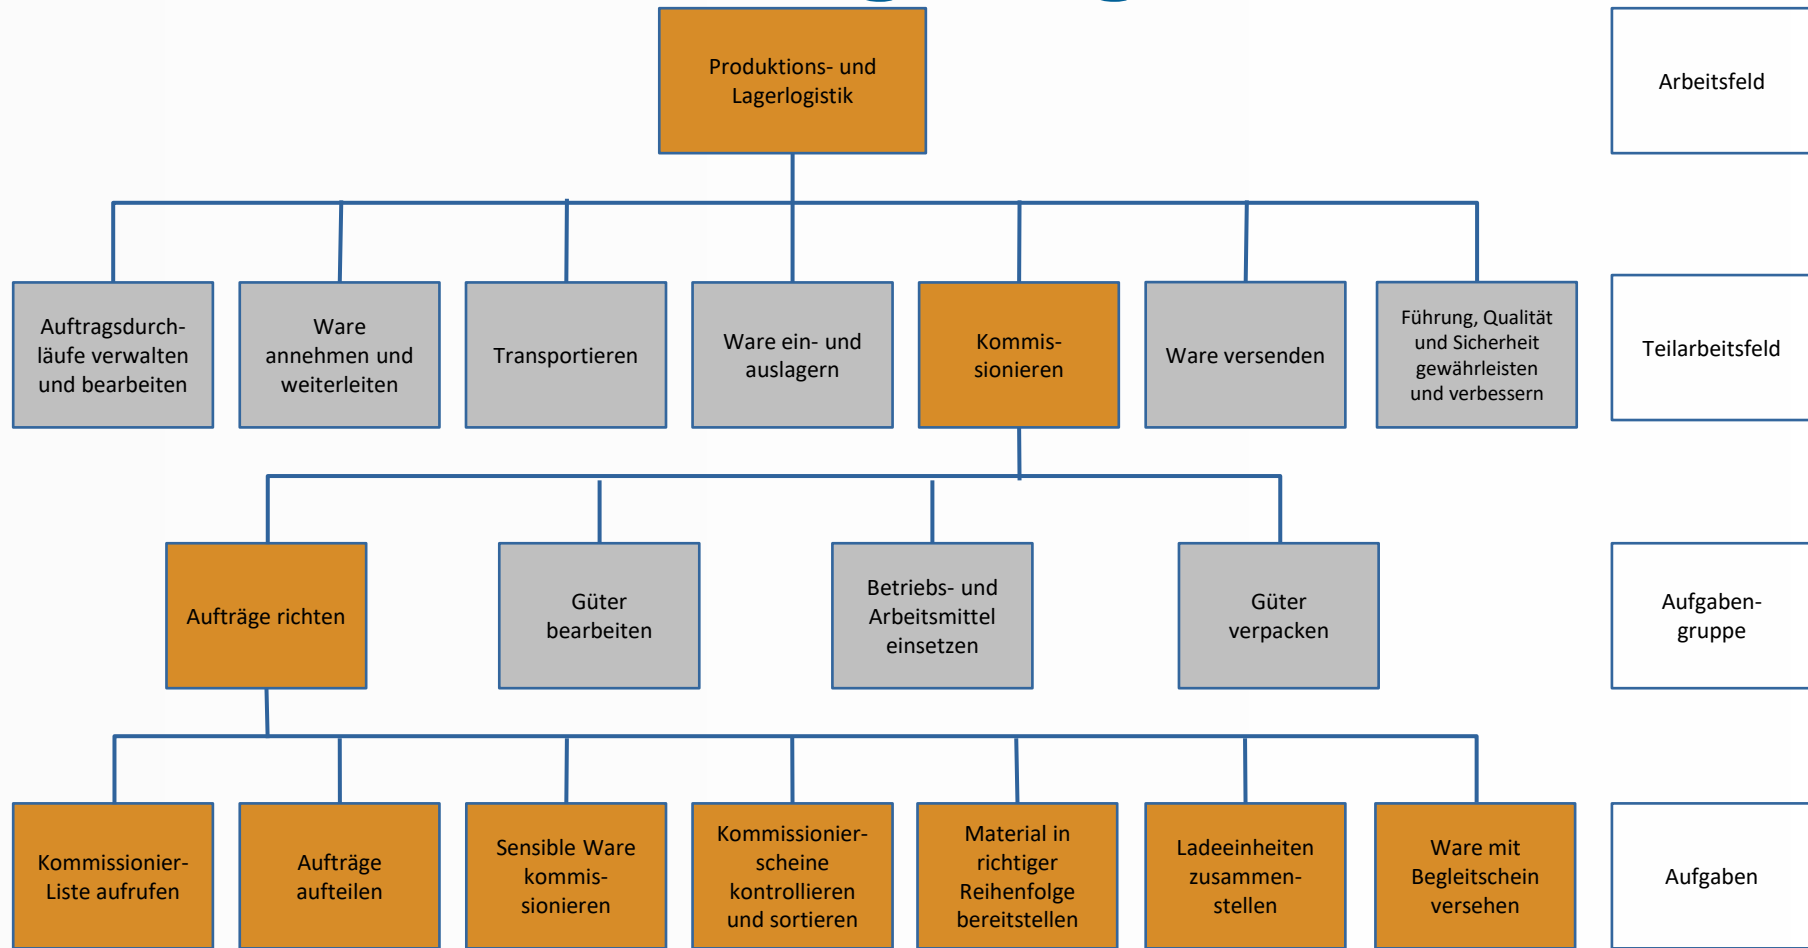 Produktions- und
Lagerlogistik
Arbeitsfeld
Auftragsdurch-
läufe verwalten
und bearbeiten
Ware
annehmen und
weiterleiten
Transportieren
Ware ein- und
auslagern
Kommis-
sionieren
Ware versenden
Führung, Qualität
und Sicherheit
gewährleisten
und verbessern
Teilarbeitsfeld
Aufträge richten
Güter
bearbeiten
Betriebs- und
Arbeitsmittel
einsetzen
Güter
verpacken
Aufgaben-
gruppe
Kommissionier-
Liste aufrufen
Aufträge
aufteilen
Sensible Ware
kommis-
sionieren
Kommissionier-
scheine
kontrollieren
und sortieren
Material in
richtiger
Reihenfolge
bereitstellen
Ladeeinheiten
zusammen-
stellen
Ware mit
Begleitschein
versehen
Aufgaben